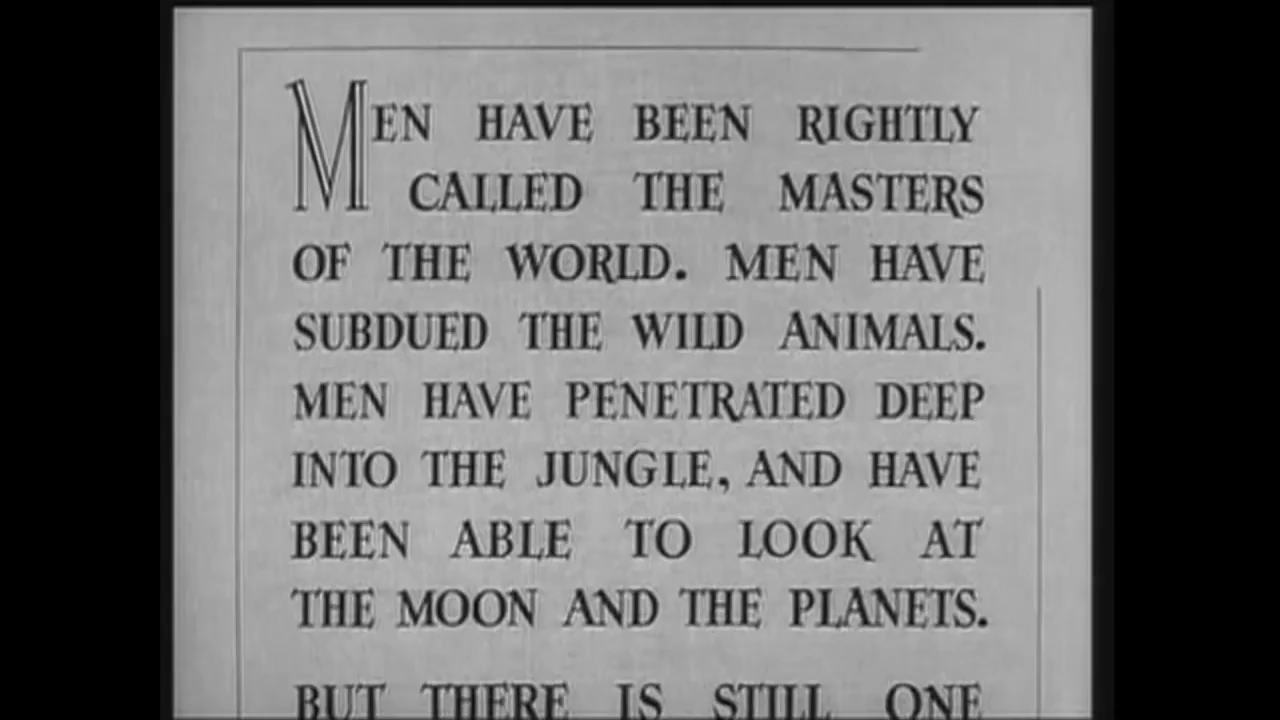 MEN HAVE BEEN RIGHTLY
CALLED THE MASTERS
OF THE WORLD. MEN HAVE
SUBDUED THE WILD ANIMALS.
MEN HAVE PENETRATED DEEP
INTO THE JUNGLE, AND HAVE
BEEN ABLE TO LOOK AT
THE MOON AND THE PLANETS.
BUT THERE IS STILL ONE